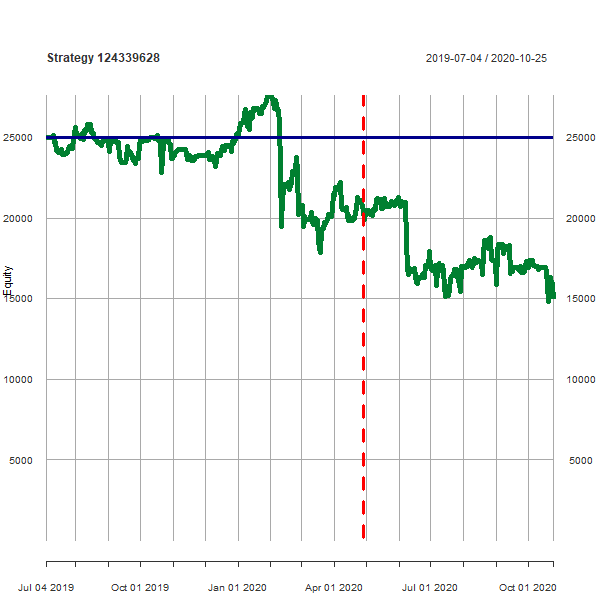 Strategy 124339628
2019-07-04 / 2020-10-25
25000
25000
20000
20000
Equity
15000
15000
10000
10000
5000
5000
Jul 04 2019
Oct 01 2019
Jan 01 2020
Apr 01 2020
Jul 01 2020
Oct 01 2020